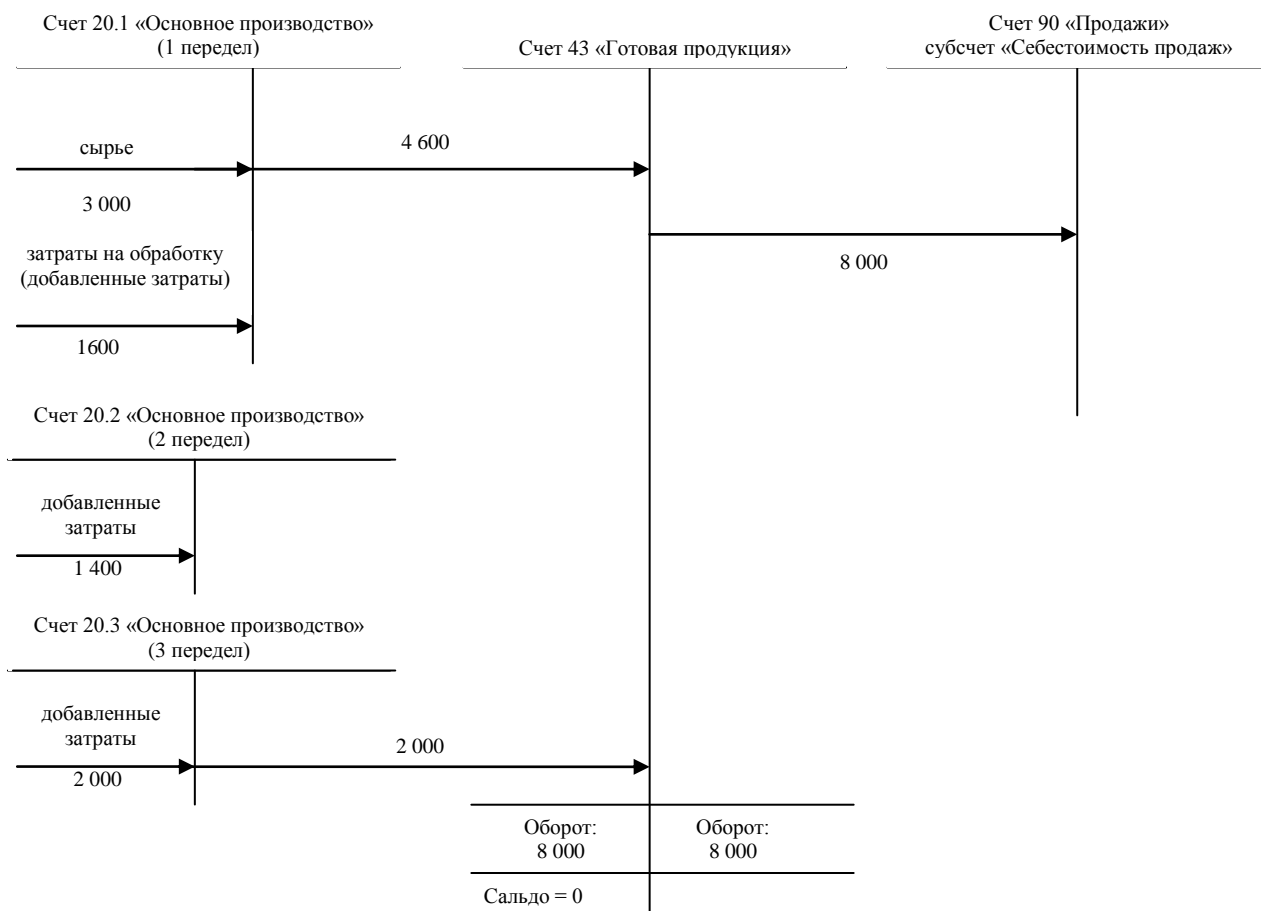 Счет 20.1 «Основное производство»
(1 передел)
Счет 43 «Готовая продукция»
Счет 90 «Продажи»
субсчет «Себестоимость продаж»
сырье
4 600
3 000
затраты на обработку
(добавленные затраты)
8 000
1600
Счет 20.2 «Основное производство»
(2 передел)
добавленные
затраты
1 400
Счет 20.3 «Основное производство»
(3 передел)
добавленные
затраты
2 000
2 000
Оборот:
8 000
Оборот:
8 000
Сальдо = 0